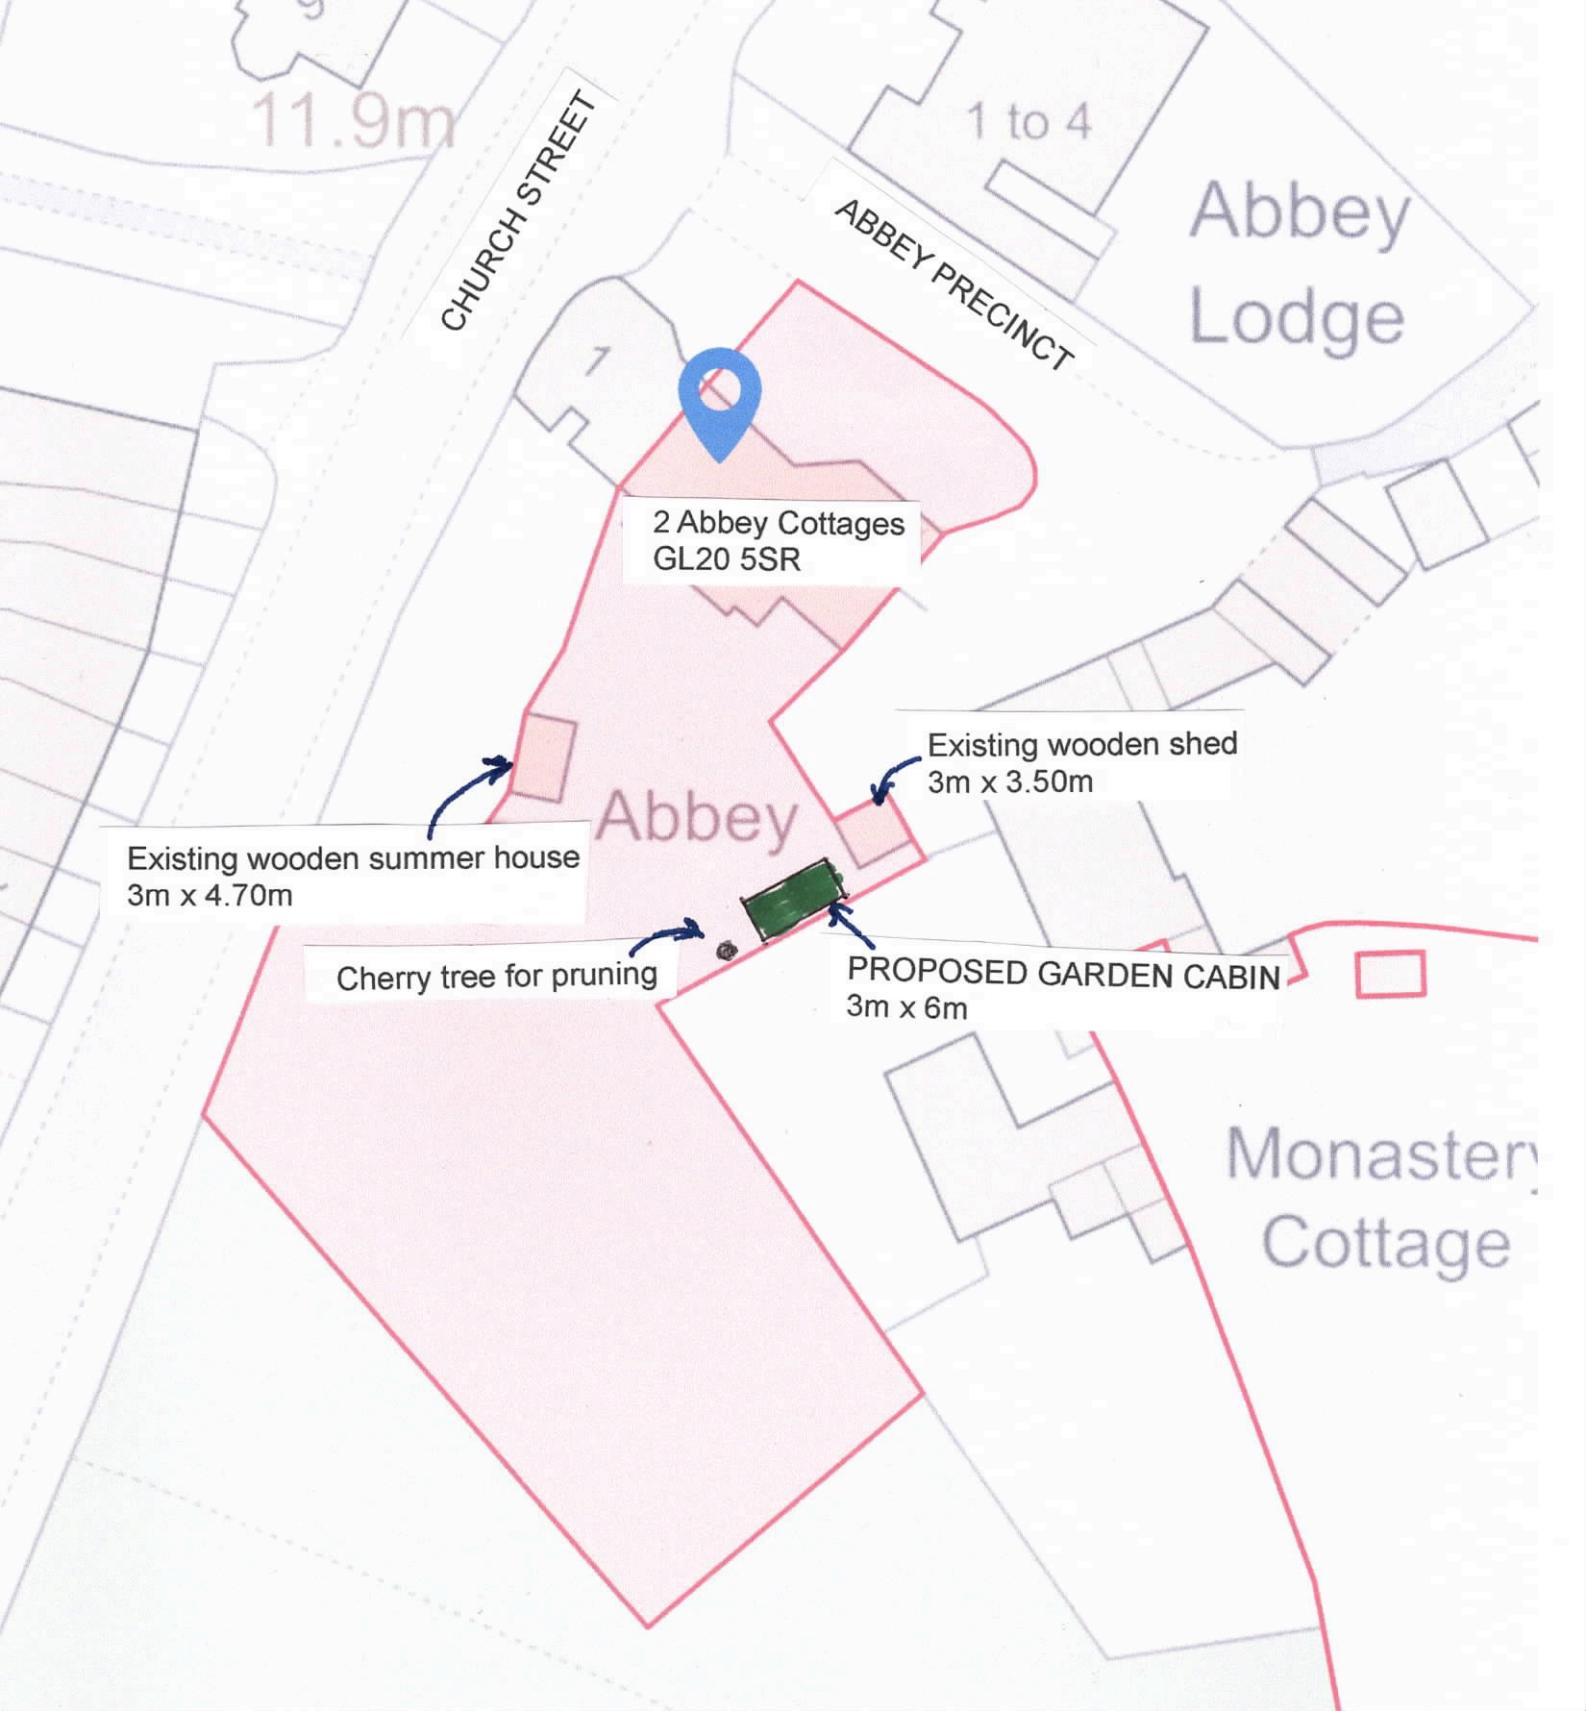 9
11.9m
CHURCH STREET
1 to 4
Abbey
Lodge
ABBEY PRECINCT
1
2 Abbey Cottages
GL20 5SR
Existing wooden shed
3m x 3.50m
Abbey
Existing wooden summer house
3m x 4.70m
Cherry tree for pruning
PROPOSED GARDEN CABIN
3m x 6m
Monastery
Cottage